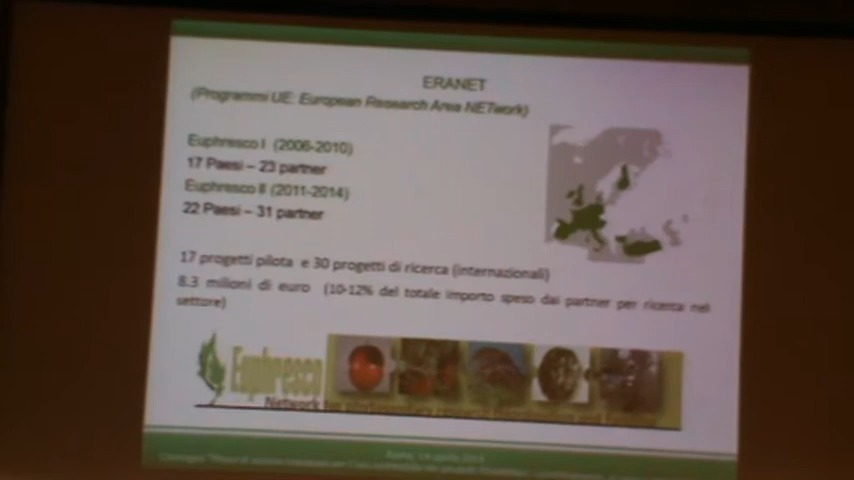 ERANET
(Programmi UE: European Research Area NETwork)
Euphresco I (2006-2010)
17 Paesi – 23 partner
Euphresco II (2011-2014)
22 Paesi – 31 partner
17 progetti pilota e 30 progetti di ricerca (internazionali)
8.3 milioni di euro (10-12% del totale importo speso dai partner per ricerca nel
settore)
Euphresco
Network for